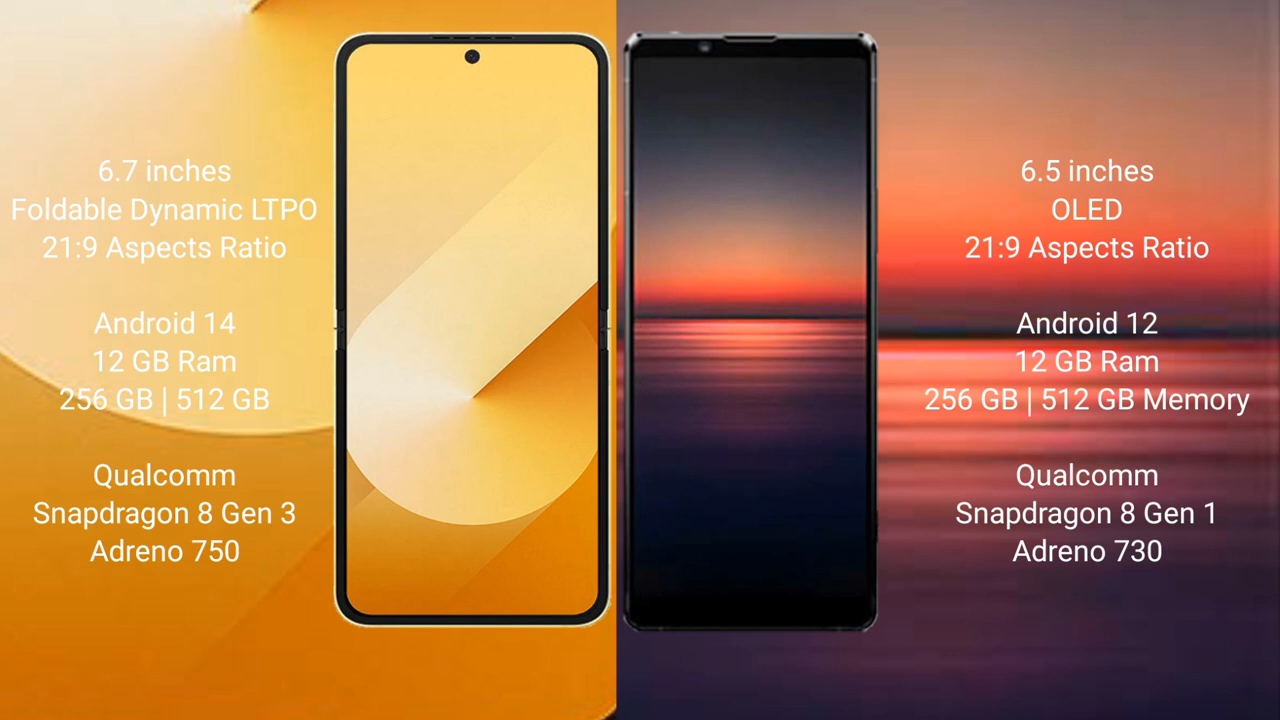 6.7 inches
Foldable Dynamic LTPO
21:9 Aspects Ratio
Android 14
12 GB Ram
256 GB | 512 GB
Qualcomm
Snapdragon 8 Gen 3
Adreno 750
6.5 inches
OLED
21:9 Aspects Ratio
Android 12
12 GB Ram
256 GB | 512 GB Memory
Qualcomm
Snapdragon 8 Gen 1
Adreno 730